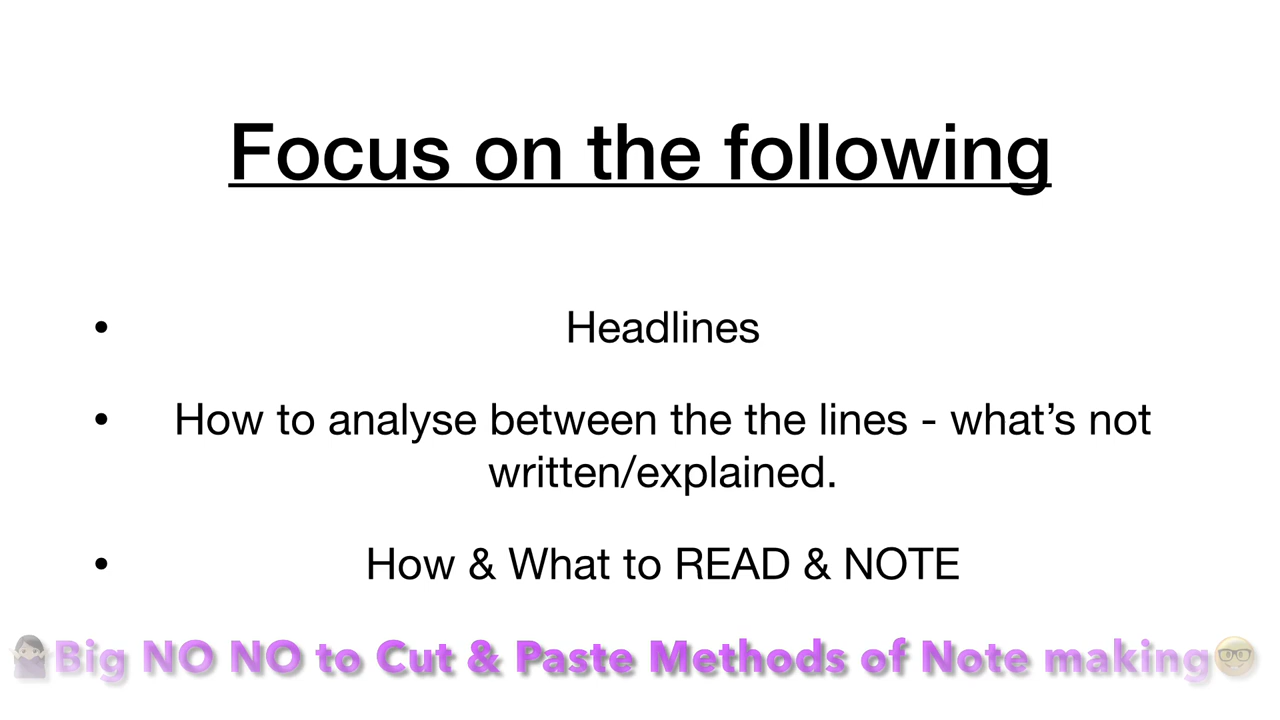 Focus on the following
• Headlines
• How to analyse between the the lines - what’s not
written/explained.
• How & What to READ & NOTE
🤷🏻‍♀️Big NO NO to Cut & Paste Methods of Note making🤓